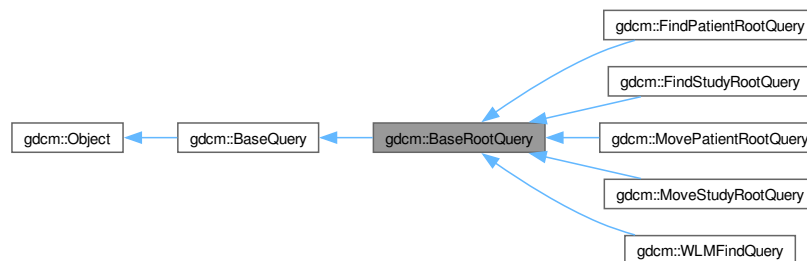 gdcm::Object
gdcm::BaseQuery
gdcm::BaseRootQuery
gdcm::FindPatientRootQuery
gdcm::FindStudyRootQuery
gdcm::MovePatientRootQuery
gdcm::MoveStudyRootQuery
gdcm::WLMFindQuery